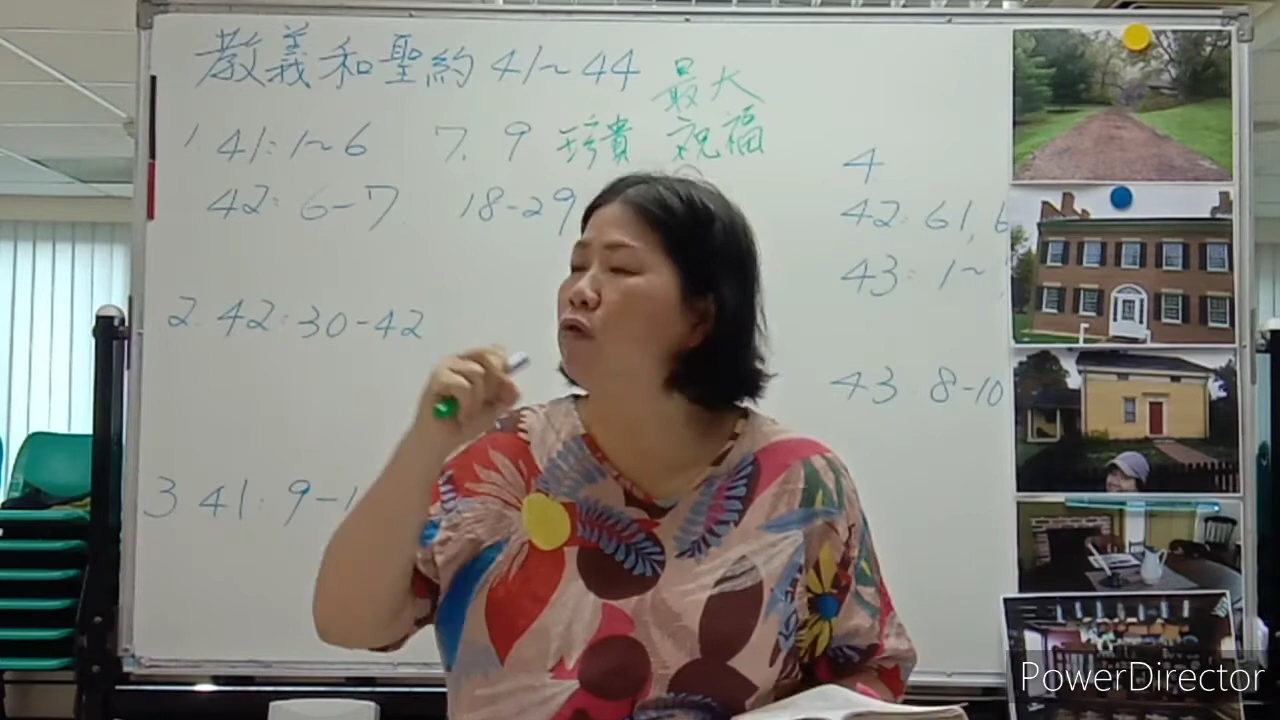 教義和聖約 41~44
最大
1. 41:1~6 7, 9 珍貴 祝福
42:6-7 18-29
2. 42:30-42
3 41:9-1
4
42:61, 6
43:1~
43:8-10
PowerDirector